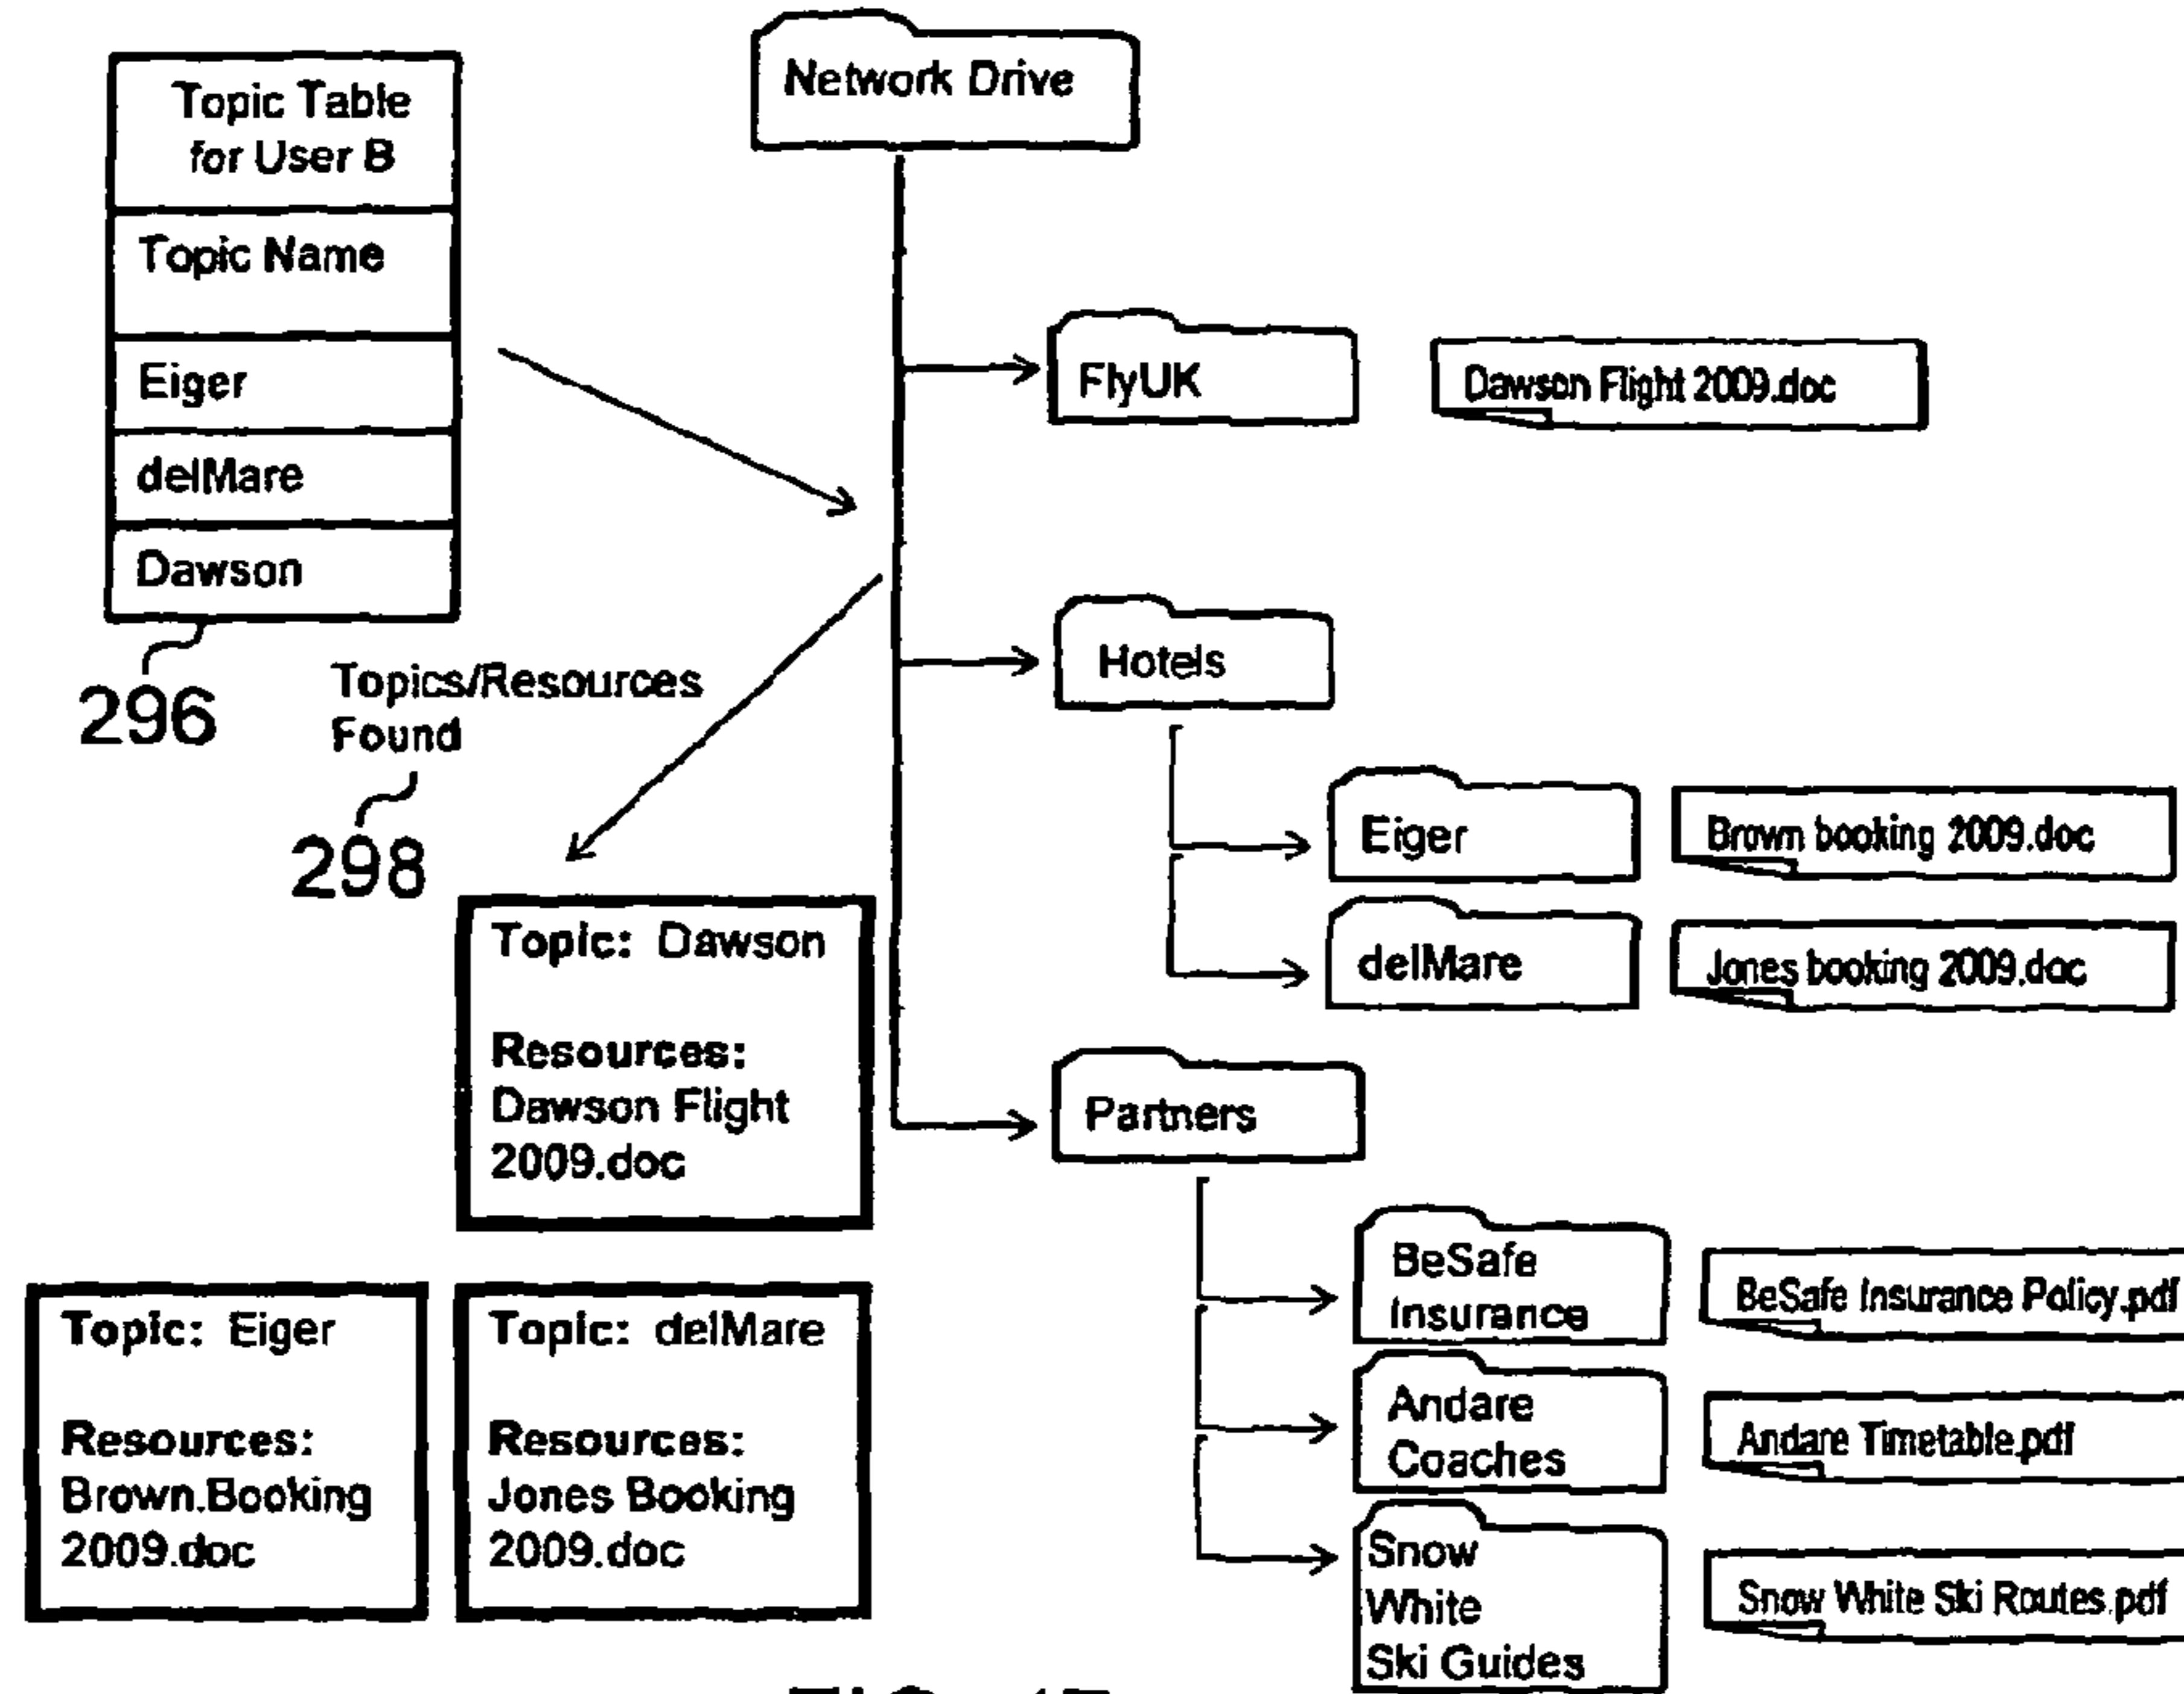 Topic Table
for User B
Topic Name
Eiger
delMare
Dawson
296
Topics/Resources
Found
298
Network Drive
FlyUK
Dawson Flight 2009.doc
Hotels
Eiger
Brown booking 2009.doc
delMare
Jones booking 2009.doc
Partners
BeSafe
Insurance
BeSafe Insurance Policy.pdf
Andare
Coaches
Andare Timetable.pdf
Snow
White
Ski Guides
Snow White Ski Routes.pdf
Topic: Dawson
Resources:
Dawson Flight
2009.doc
Topic: Eiger
Resources:
Brown.Booking
2009.doc
Topic: delMare
Resources:
Jones Booking
2009.doc